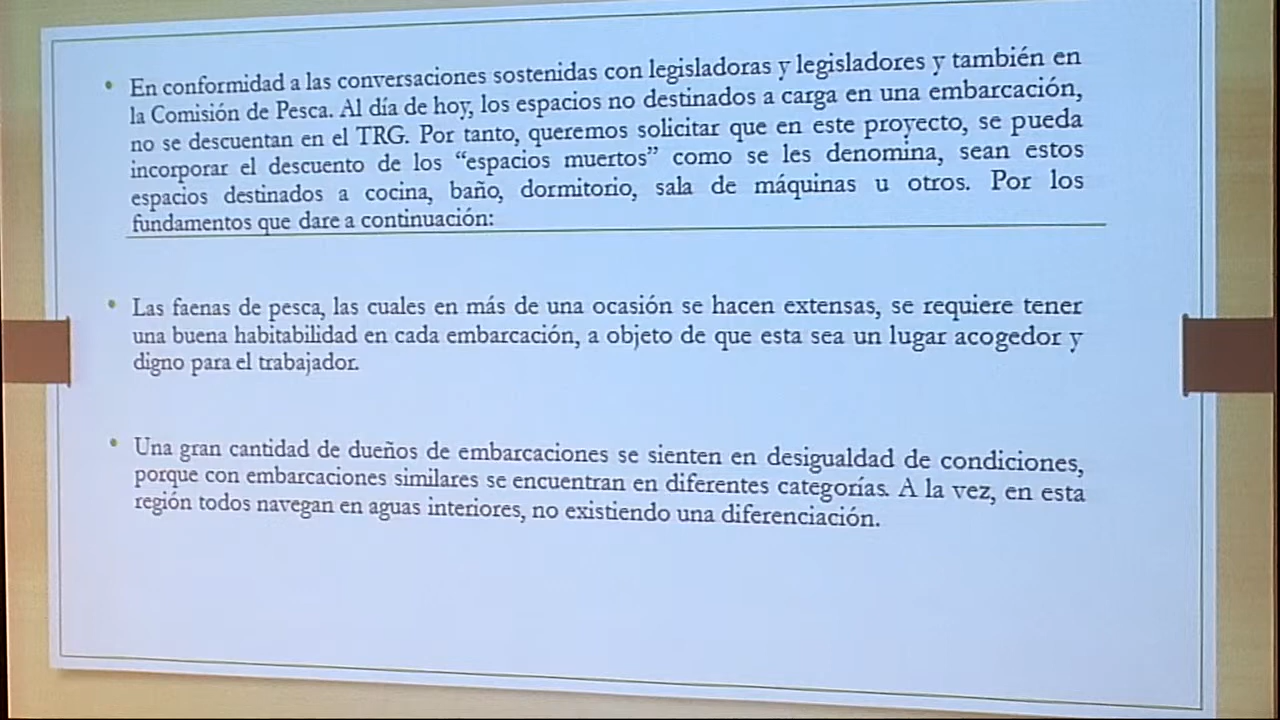 • En conformidad a las conversaciones sostenidas con legisladoras y legisladores y también en
la Comisión de Pesca. Al día de hoy, los espacios no destinados a carga en una embarcación,
no se descuentan en el TRG. Por tanto, queremos solicitar que en este proyecto, se pueda
incorporar el descuento de los “espacios muertos” como se les denomina, sean estos
espacios destinados a cocina, baño, dormitorio, sala de máquinas u otros. Por los
fundamentos que dare a continuación:
• Las faenas de pesca, las cuales en más de una ocasión se hacen extensas, se requiere tener
una buena habitabilidad en cada embarcación, a objeto de que esta sea un lugar acogedor y
digno para el trabajador.
• Una gran cantidad de dueños de embarcaciones se sienten en desigualdad de condiciones,
porque con embarcaciones similares se encuentran en diferentes categorías. A la vez, en esta
región todos navegan en aguas interiores, no existiendo una diferenciación.